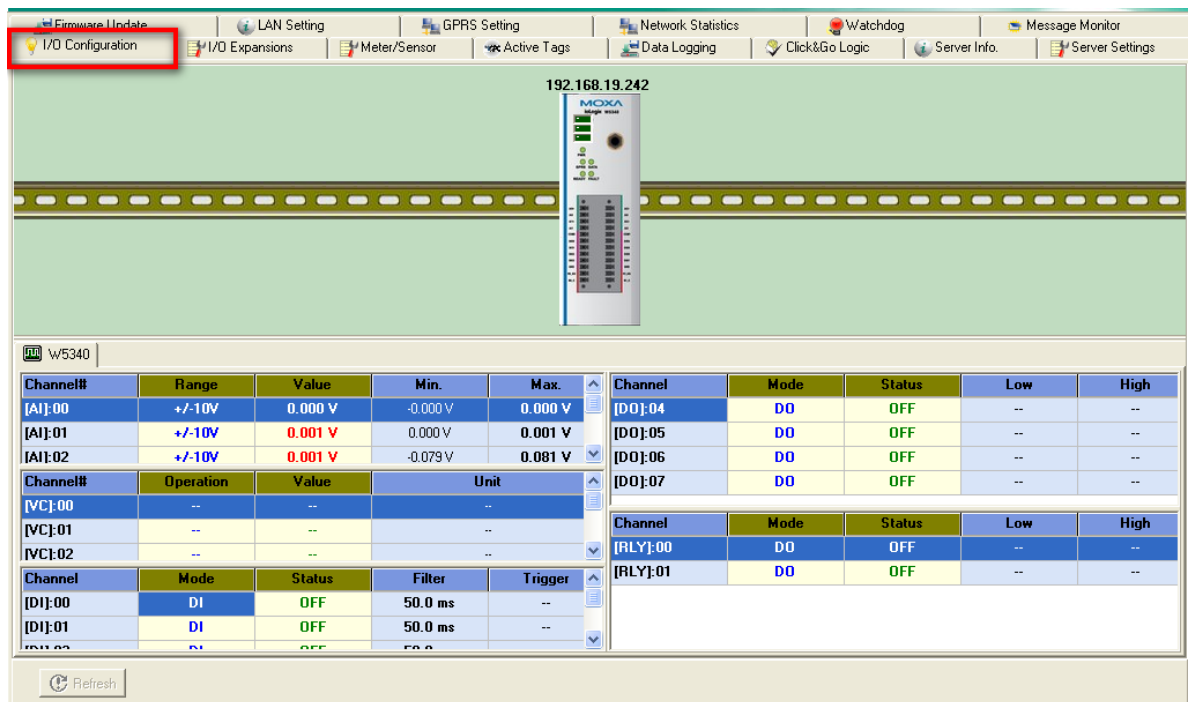 Firmware Update LAN Setting GPRS Setting Network Statistics Watchdog Message Monitor
I/O Configuration I/O Expansions Meter/Sensor Active Tags Data Logging Click&Go Logic Server Info. Server Settings
192.168.19.242
MOXA
W5340
Channel# Range Value Min. Max.
[AI]:00 +/-10V 0.000 V -0.000 V 0.000 V
[AI]:01 +/-10V 0.001 V 0.000 V 0.001 V
[AI]:02 +/-10V 0.001 V -0.079 V 0.081 V
Channel# Operation Value Unit
[VC]:00 -- -- --
[VC]:01 -- -- --
[VC]:02 -- -- --
Channel Mode Status Filter Trigger
[DI]:00 DI OFF 50.0 ms --
[DI]:01 DI OFF 50.0 ms --
Channel Mode Status Low High
[DO]:04 DO OFF -- --
[DO]:05 DO OFF -- --
[DO]:06 DO OFF -- --
[DO]:07 DO OFF -- --
Channel Mode Status Low High
[RLY]:00 DO OFF -- --
[RLY]:01 DO OFF -- --
Refresh